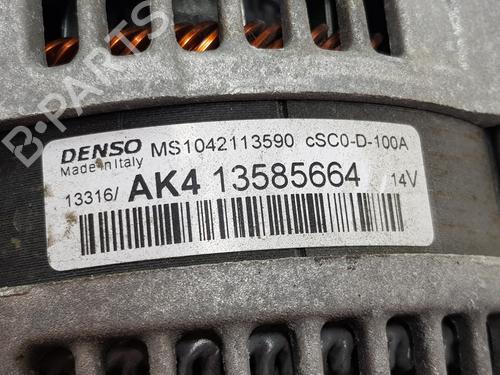 B-PARTS
DENSO MS1042113590 cSC0-D-100A
Made in Italy
13316/ AK4 13585664 14V